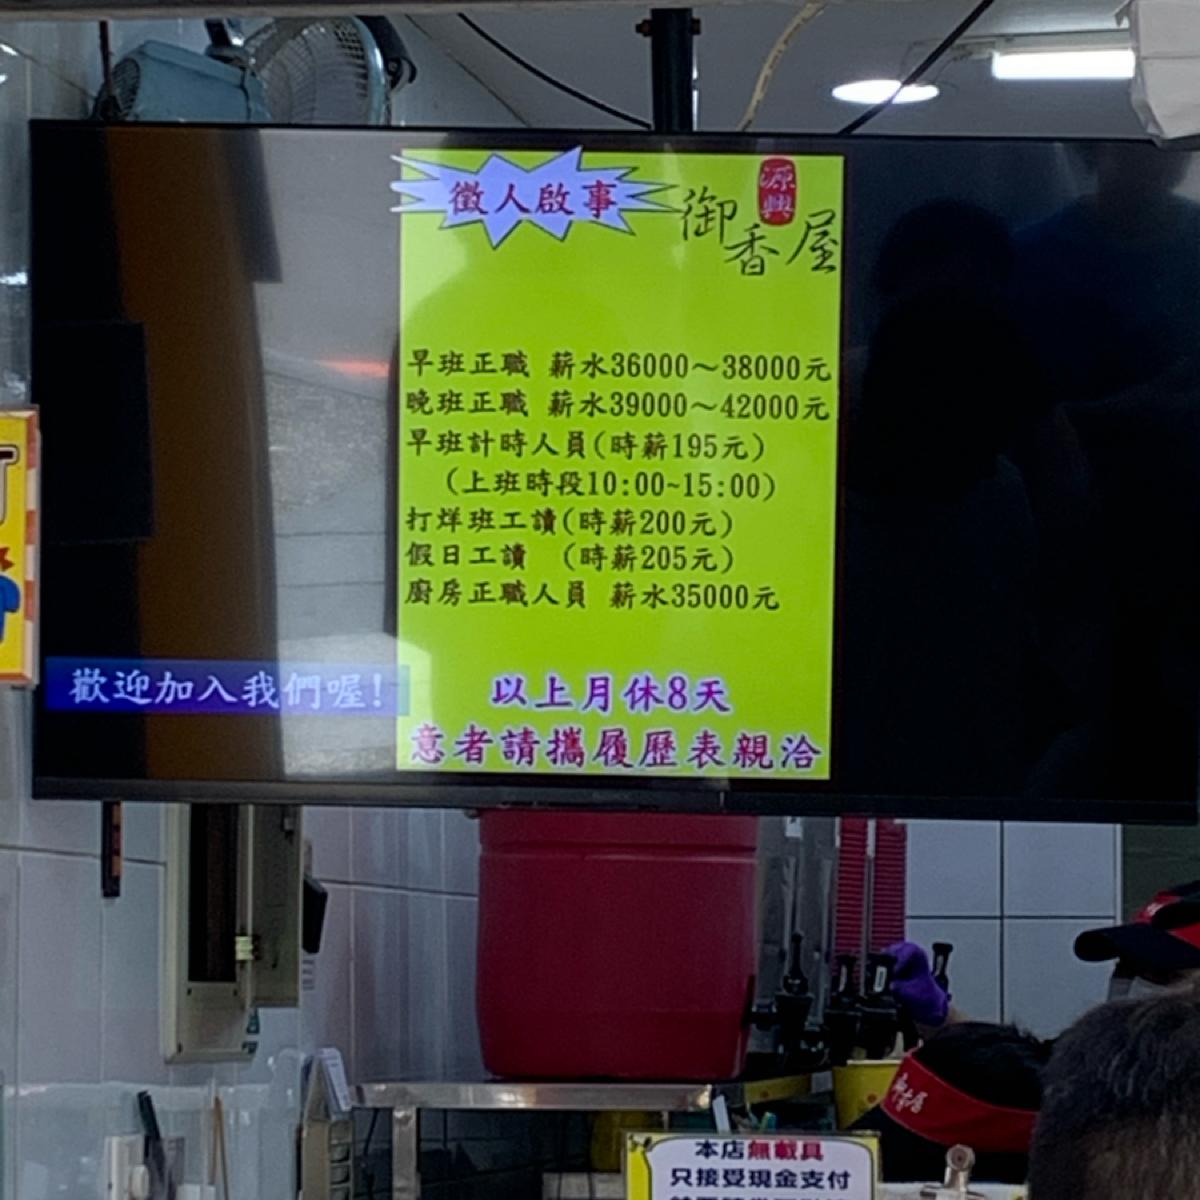 徵人啟事
源興
御香屋
早班正職 薪水36000～38000元
晚班正職 薪水39000～42000元
早班計時人員(時薪195元)
(上班時段10:00~15:00)
打烊班工讀(時薪200元)
假日工讀 (時薪205元)
廚房正職人員 薪水35000元
歡迎加入我們喔!
以上月休8天
意者請攜履歷表親洽
御香屋
本店無載具
只接受現金支付